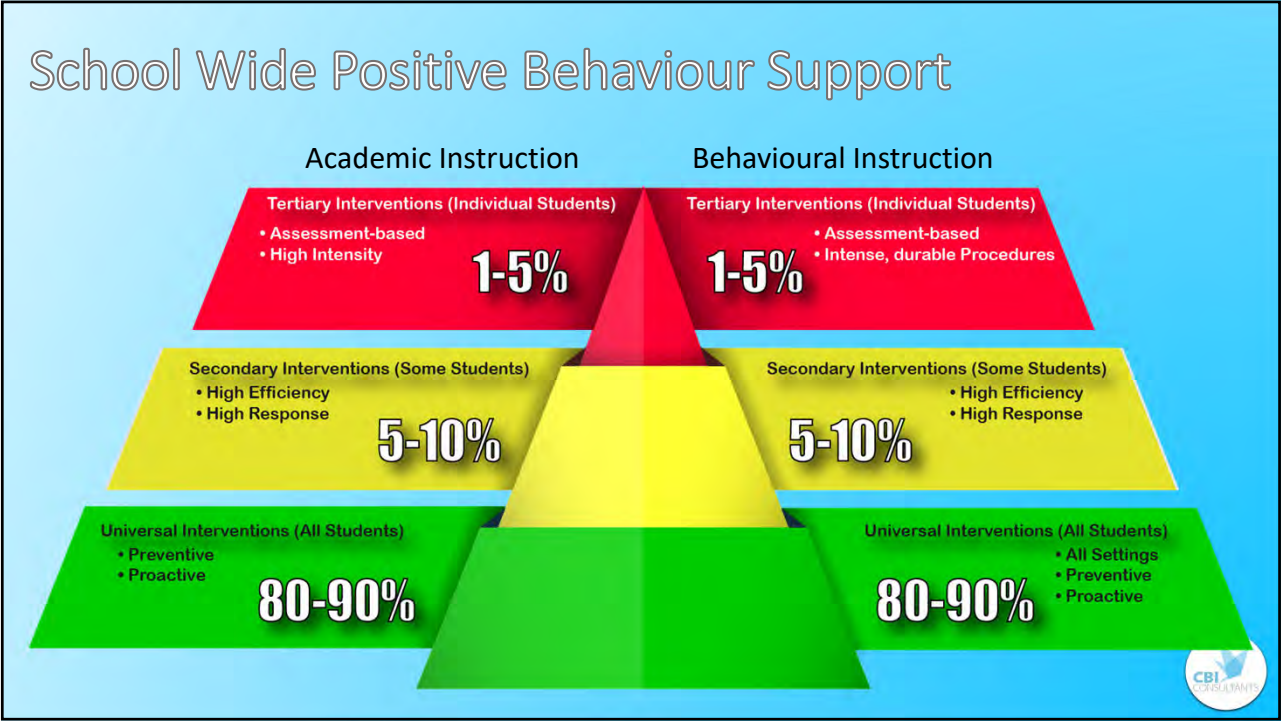 School Wide Positive Behaviour Support
Academic Instruction
Tertiary Interventions (Individual Students)
• Assessment-based
• High Intensity
1-5%
Secondary Interventions (Some Students)
• High Efficiency
• High Response
5-10%
Universal Interventions (All Students)
• Preventive
• Proactive
80-90%
Behavioural Instruction
Tertiary Interventions (Individual Students)
• Assessment-based
• Intense, durable Procedures
1-5%
Secondary Interventions (Some Students)
• High Efficiency
• High Response
5-10%
Universal Interventions (All Students)
• All Settings
• Preventive
• Proactive
80-90%
CBI
CONSULTANTS